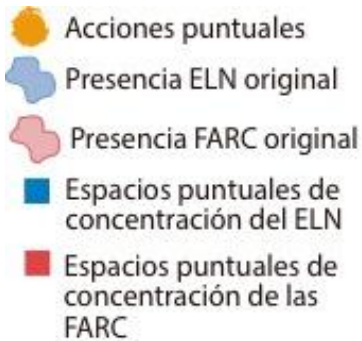 Acciones puntuales
Presencia ELN original
Presencia FARC original
Espacios puntuales de
concentración del ELN
Espacios puntuales de
concentración de las
FARC